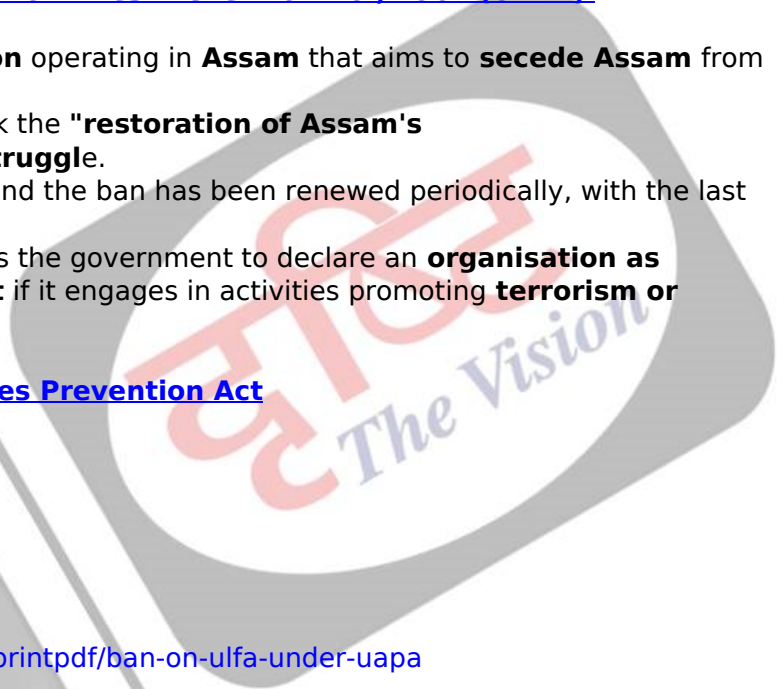 on operating in Assam that aims to secede Assam from
k the "restoration of Assam's
truggle.
nd the ban has been renewed periodically, with the last
s the government to declare an organisation as
if it engages in activities promoting terrorism or
es Prevention Act
दृष्टि
The Vision
printpdf/ban-on-ulfa-under-uapa